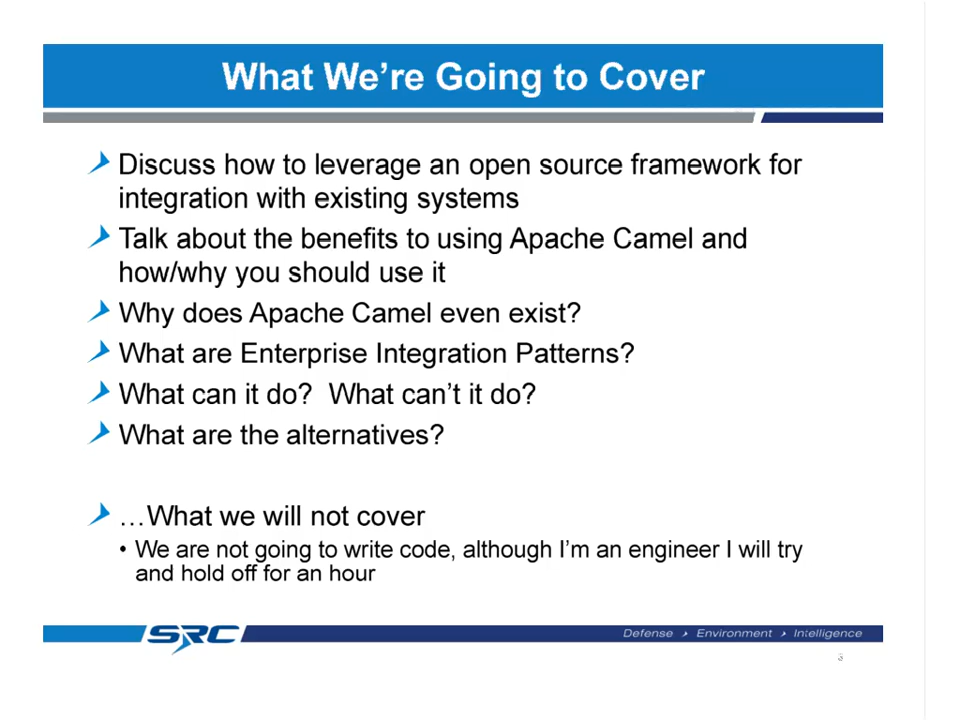 What We're Going to Cover
Discuss how to leverage an open source framework for
integration with existing systems
Talk about the benefits to using Apache Camel and
how/why you should use it
Why does Apache Camel even exist?
What are Enterprise Integration Patterns?
What can it do?  What can't it do?
What are the alternatives?
…What we will not cover
• We are not going to write code, although I'm an engineer I will try
and hold off for an hour
SRC
Defense Environment Intelligence